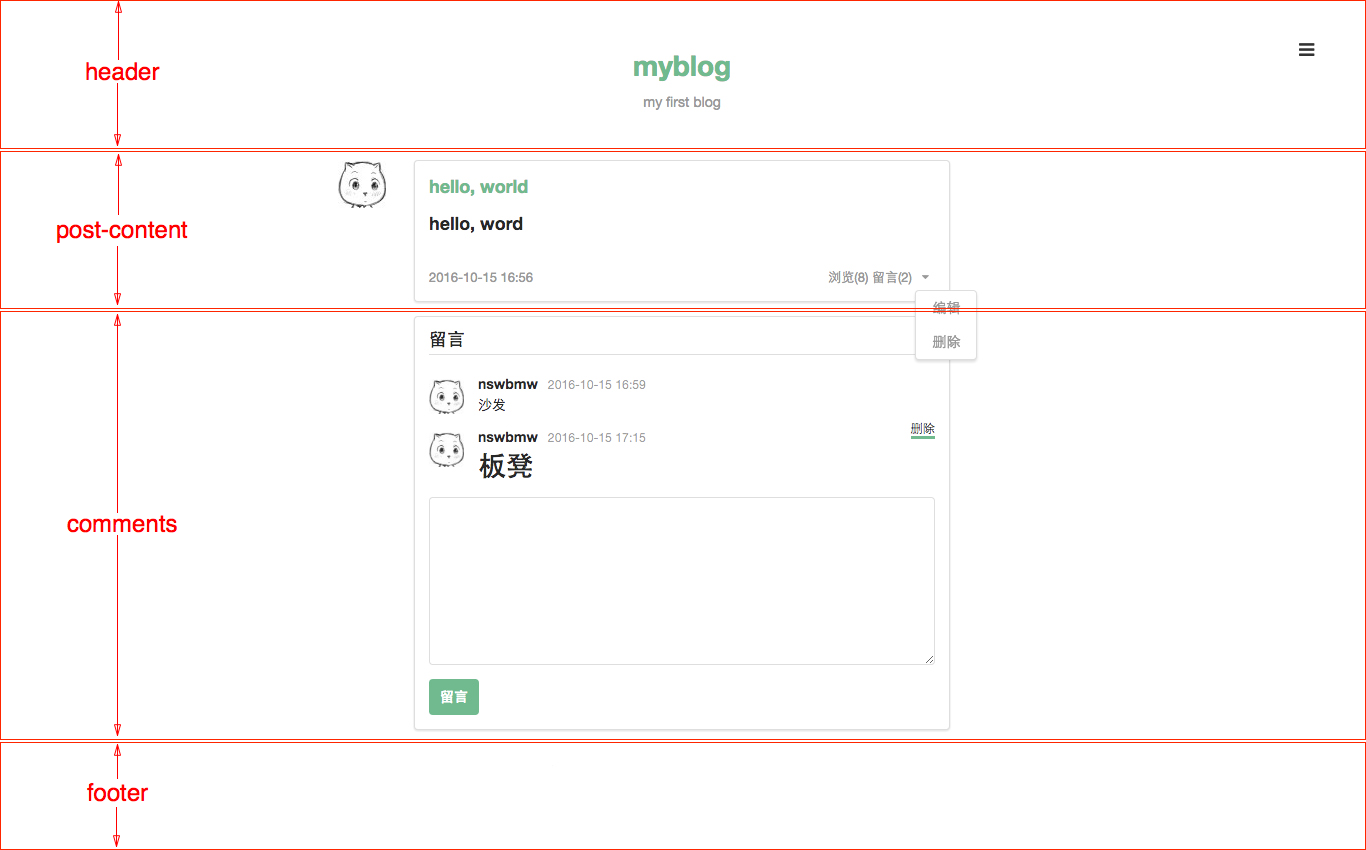 header
myblog
my first blog
post-content
hello, world
hello, word
2016-10-15 16:56
浏览(8) 留言(2)
编辑
删除
comments
留言
nswbmw 2016-10-15 16:59
沙发
nswbmw 2016-10-15 17:15
删除
板凳
留言
footer